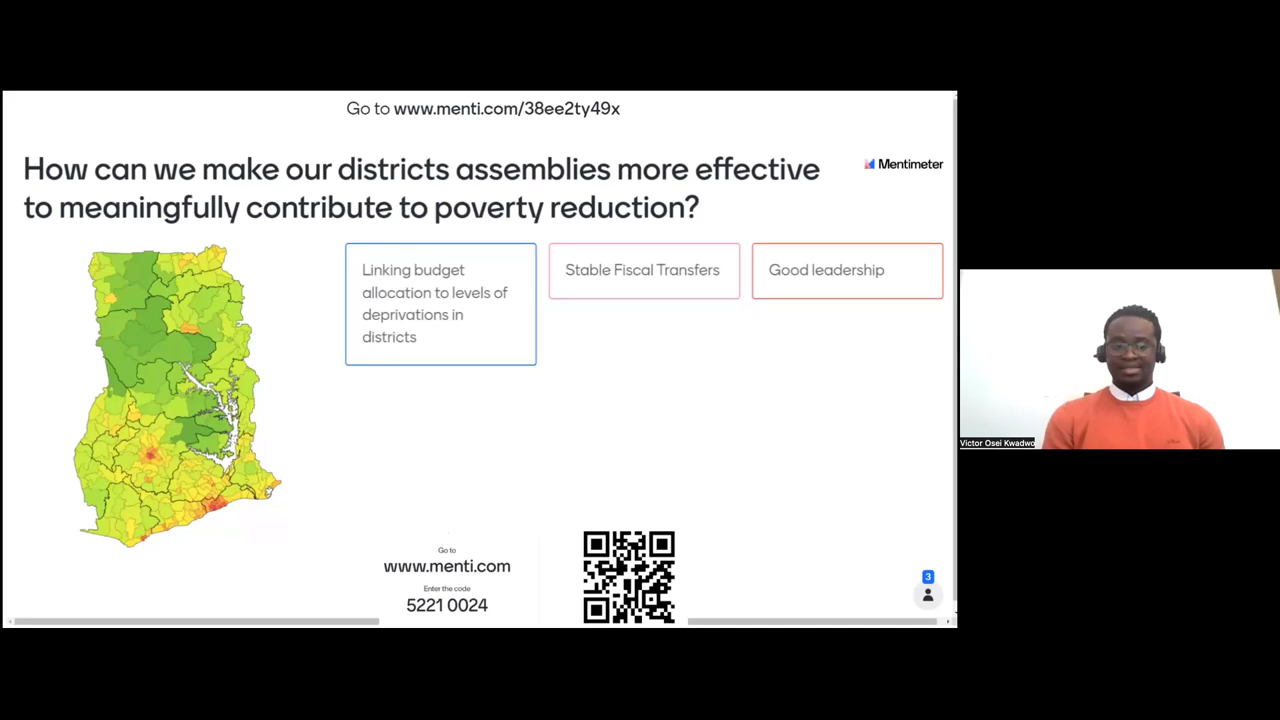 Go to www.menti.com/38ee2ty49x
How can we make our districts assemblies more effective
to meaningfully contribute to poverty reduction?
Mentimeter
Linking budget
allocation to levels of
deprivations in
districts
Stable Fiscal Transfers
Good leadership
Go to
www.menti.com
Enter the code
5221 0024
3
Victor Osei Kwadwo